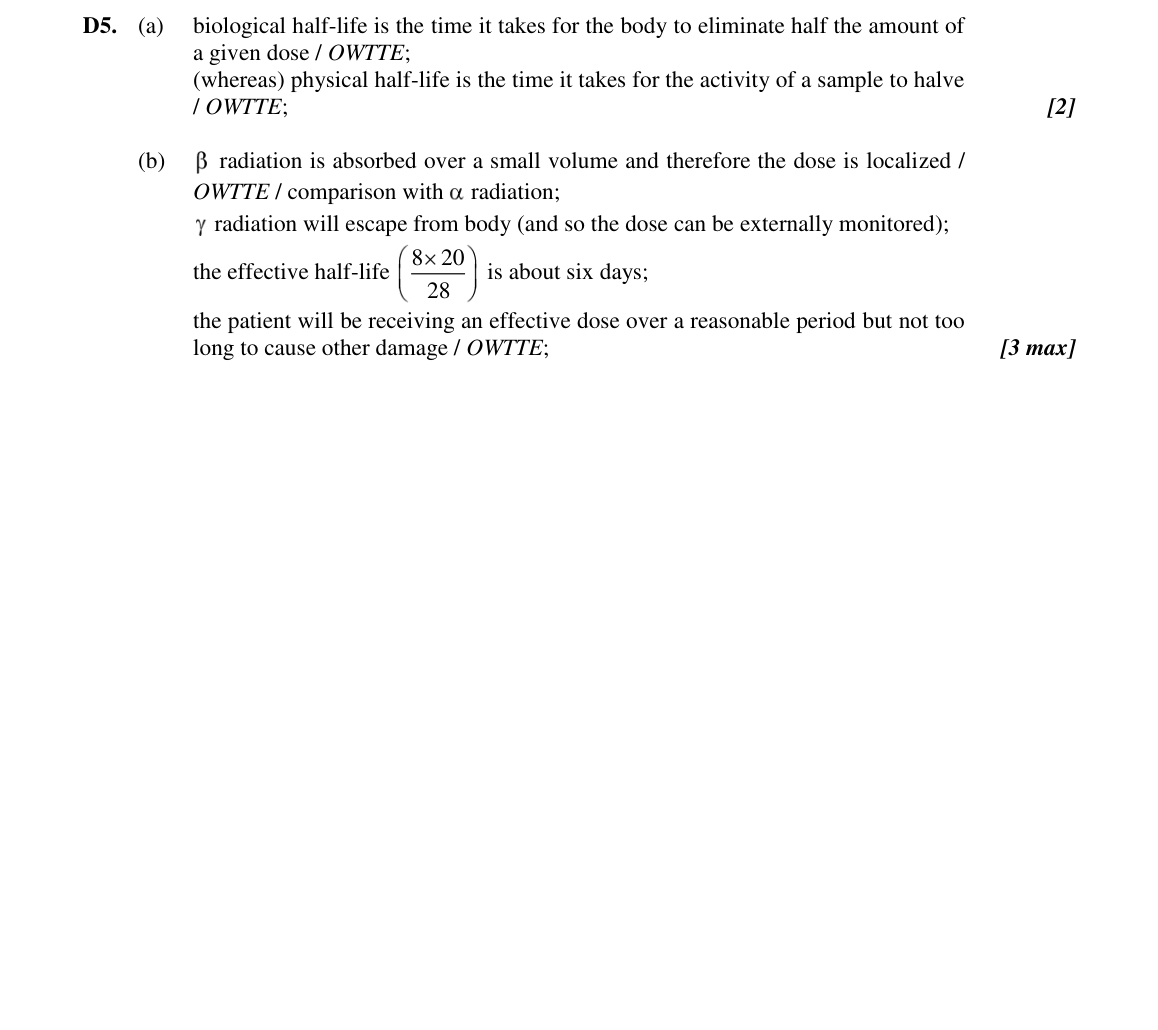 D5. (a) biological half-life is the time it takes for the body to eliminate half the amount of
a given dose / OWTTE;
(whereas) physical half-life is the time it takes for the activity of a sample to halve
/ OWTTE; [2]
(b) β radiation is absorbed over a small volume and therefore the dose is localized /
OWTTE / comparison with α radiation;
γ radiation will escape from body (and so the dose can be externally monitored);
the effective half-life (8× 20 / 28) is about six days;
the patient will be receiving an effective dose over a reasonable period but not too
long to cause other damage / OWTTE; [3 max]